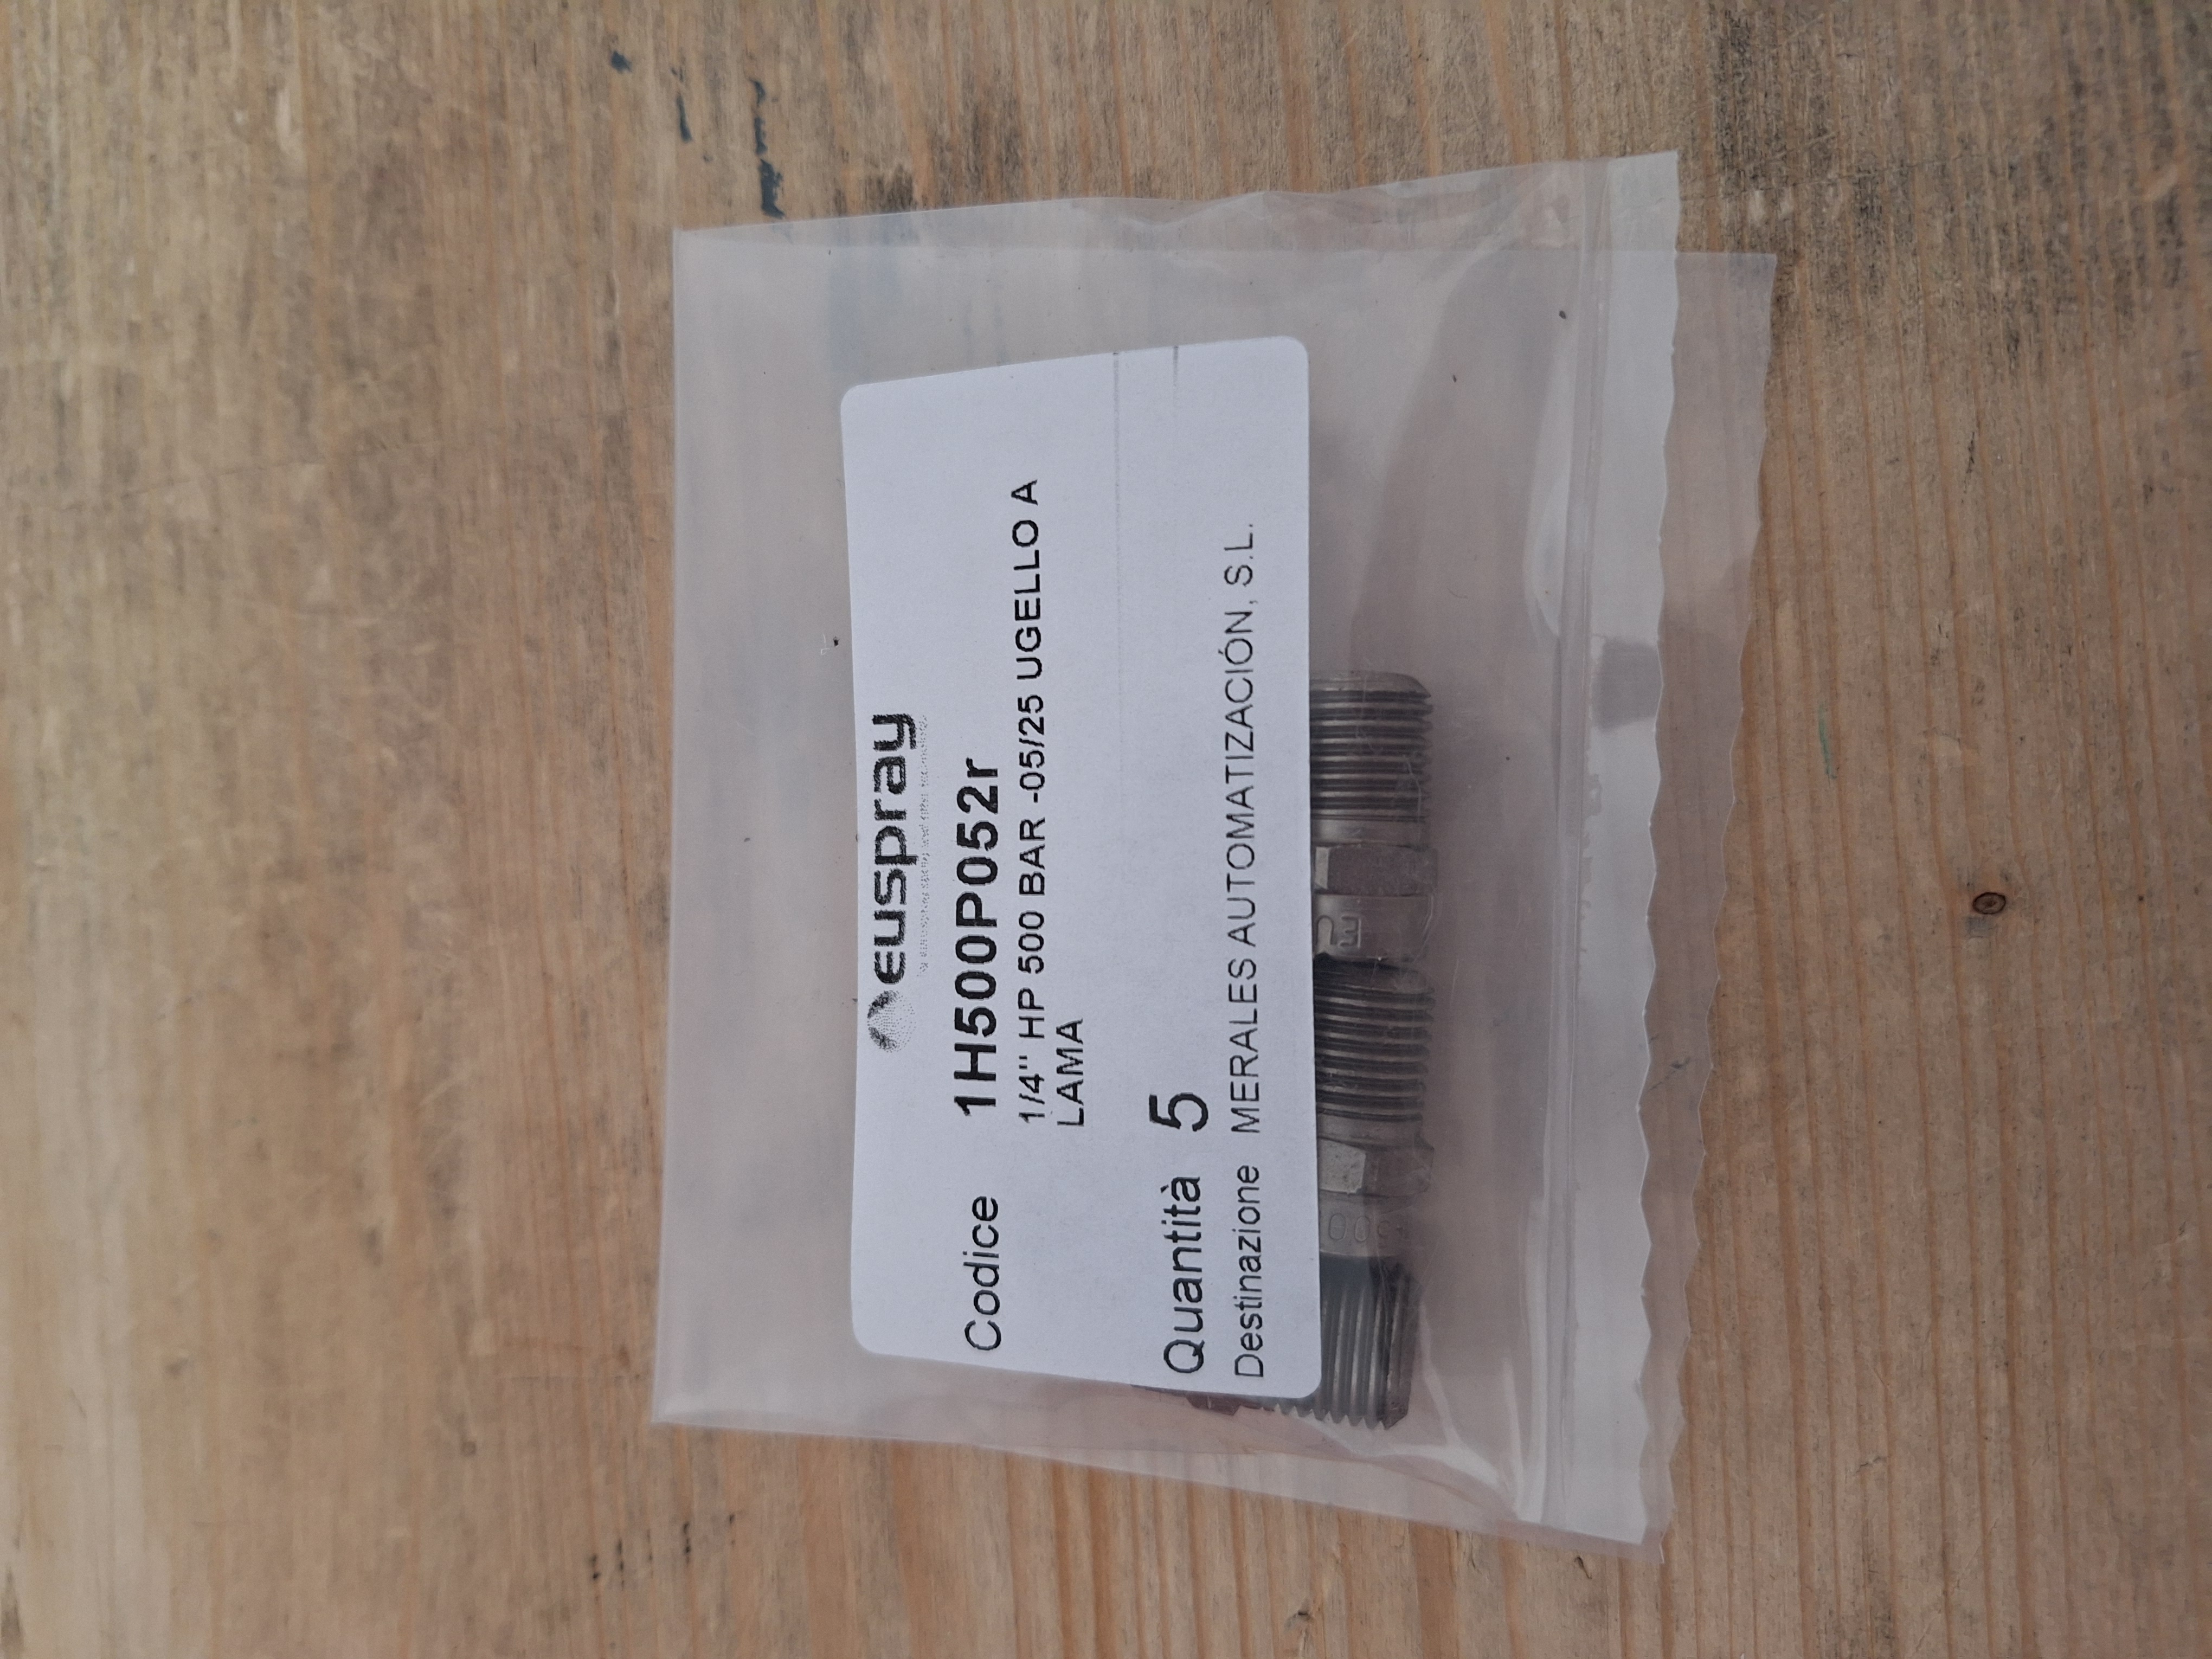 euspray
Codice 1H500P052r
1/4" HP 500 BAR -05/25 UGELLO A
LAMA
Quantità 5
Destinazione MERALES AUTOMATIZACIÓN, S.L.